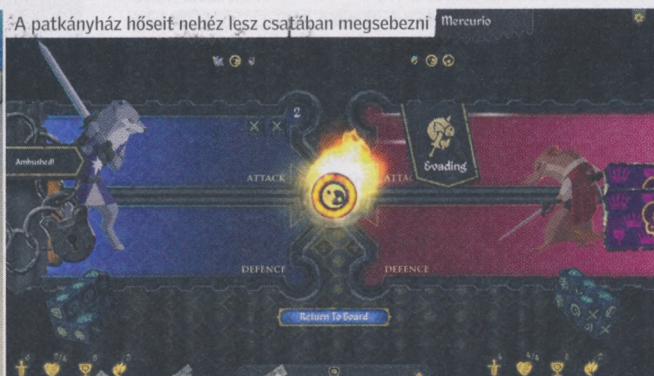 A patkányház hőseit nehéz lesz csatában megsebezni
Mercurio
2
Ambushed!
Evading
ATTACK
DEFENCE
DEFENCE
Return To Board